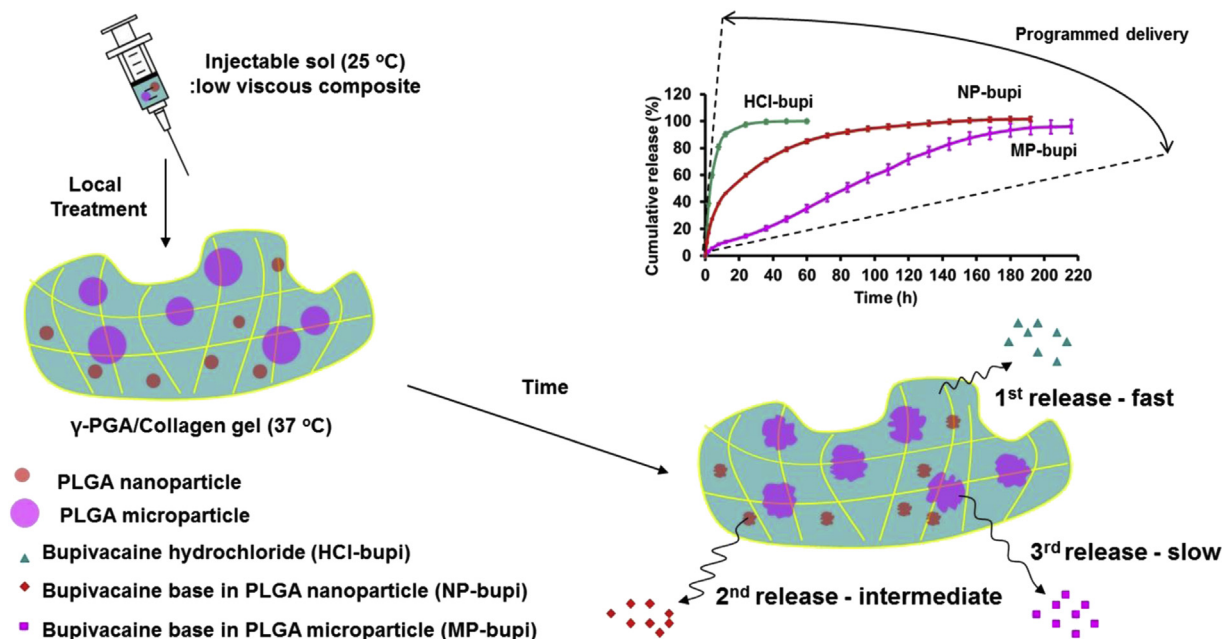 Injectable sol (25 °C)
:low viscous composite
Local
Treatment
γ-PGA/Collagen gel (37 °C)
PLGA nanoparticle
PLGA microparticle
Bupivacaine hydrochloride (HCl-bupi)
Bupivacaine base in PLGA nanoparticle (NP-bupi)
Bupivacaine base in PLGA microparticle (MP-bupi)
Time
Programmed delivery
Cumulative release (%)
120
100
80
60
40
20
0
HCl-bupi
NP-bupi
MP-bupi
0 20 40 60 80 100 120 140 160 180 200 220
Time (h)
1st release - fast
2nd release - intermediate
3rd release - slow